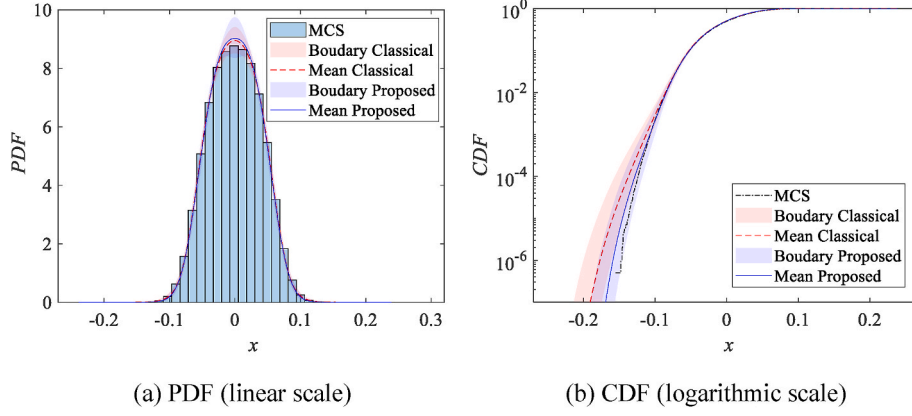 10
8
6
4
2
0
PDF
-0.2
-0.1
0
0.1
0.2
0.3
x
MCS
Boudary Classical
Mean Classical
Boudary Proposed
Mean Proposed
(a) PDF (linear scale)
10^0
10^-2
10^-4
10^-6
CDF
-0.2
-0.1
0
0.1
0.2
x
MCS
Boudary Classical
Mean Classical
Boudary Proposed
Mean Proposed
(b) CDF (logarithmic scale)